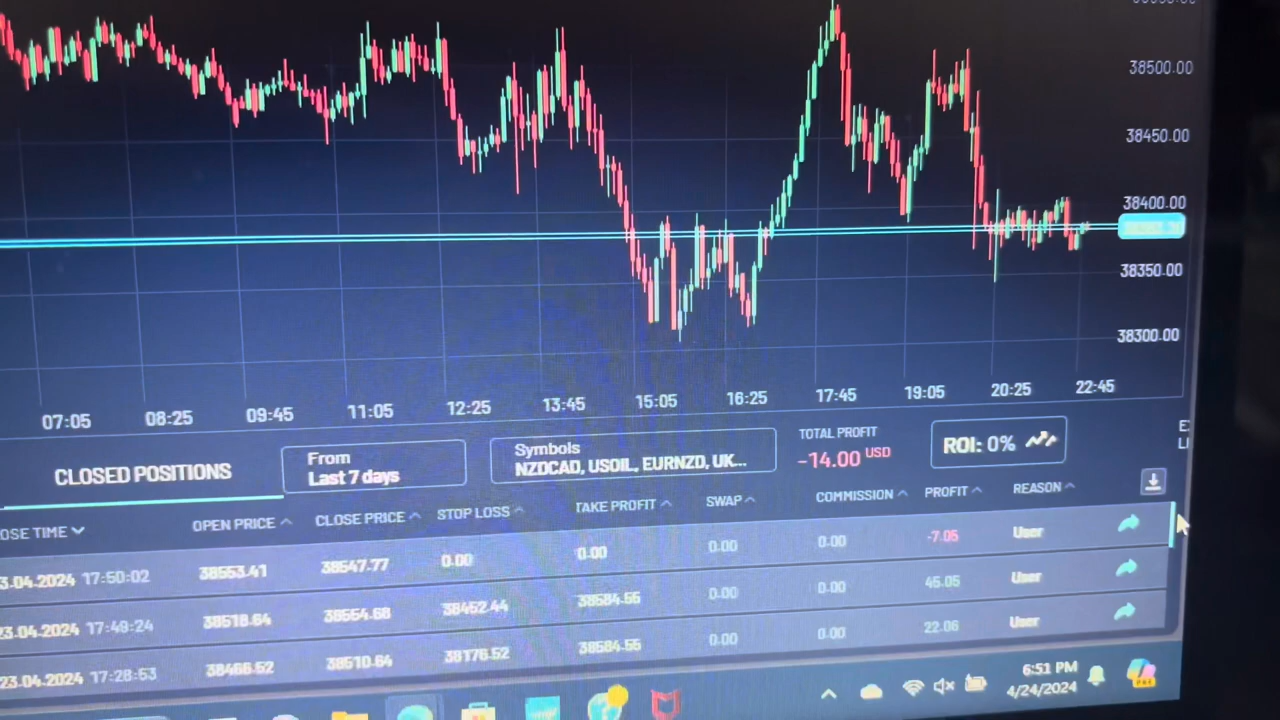 38500.00
38450.00
38400.00
38350.00
38300.00
07:05 08:25 09:45 11:05 12:25 13:45 15:05 16:25 17:45 19:05 20:25 22:45
CLOSED POSITIONS
From
Last 7 days
Symbols
NZDCAD, USOIL, EURNZD, UK...
TOTAL PROFIT
-14.00 USD
ROI: 0%
OSE TIME OPEN PRICE CLOSE PRICE STOP LOSS TAKE PROFIT SWAP COMMISSION PROFIT REASON
3.04.2024 17:50:02 38553.41 38547.77 0.00 0.00 0.00 0.00 -7.05 User
23.04.2024 17:49:24 38518.64 38554.68 38452.44 38584.55 0.00 0.00 45.05 User
23.04.2024 17:28:53 38466.52 38510.64 38176.52 38584.55 0.00 0.00 22.06 User
6:51 PM
4/24/2024